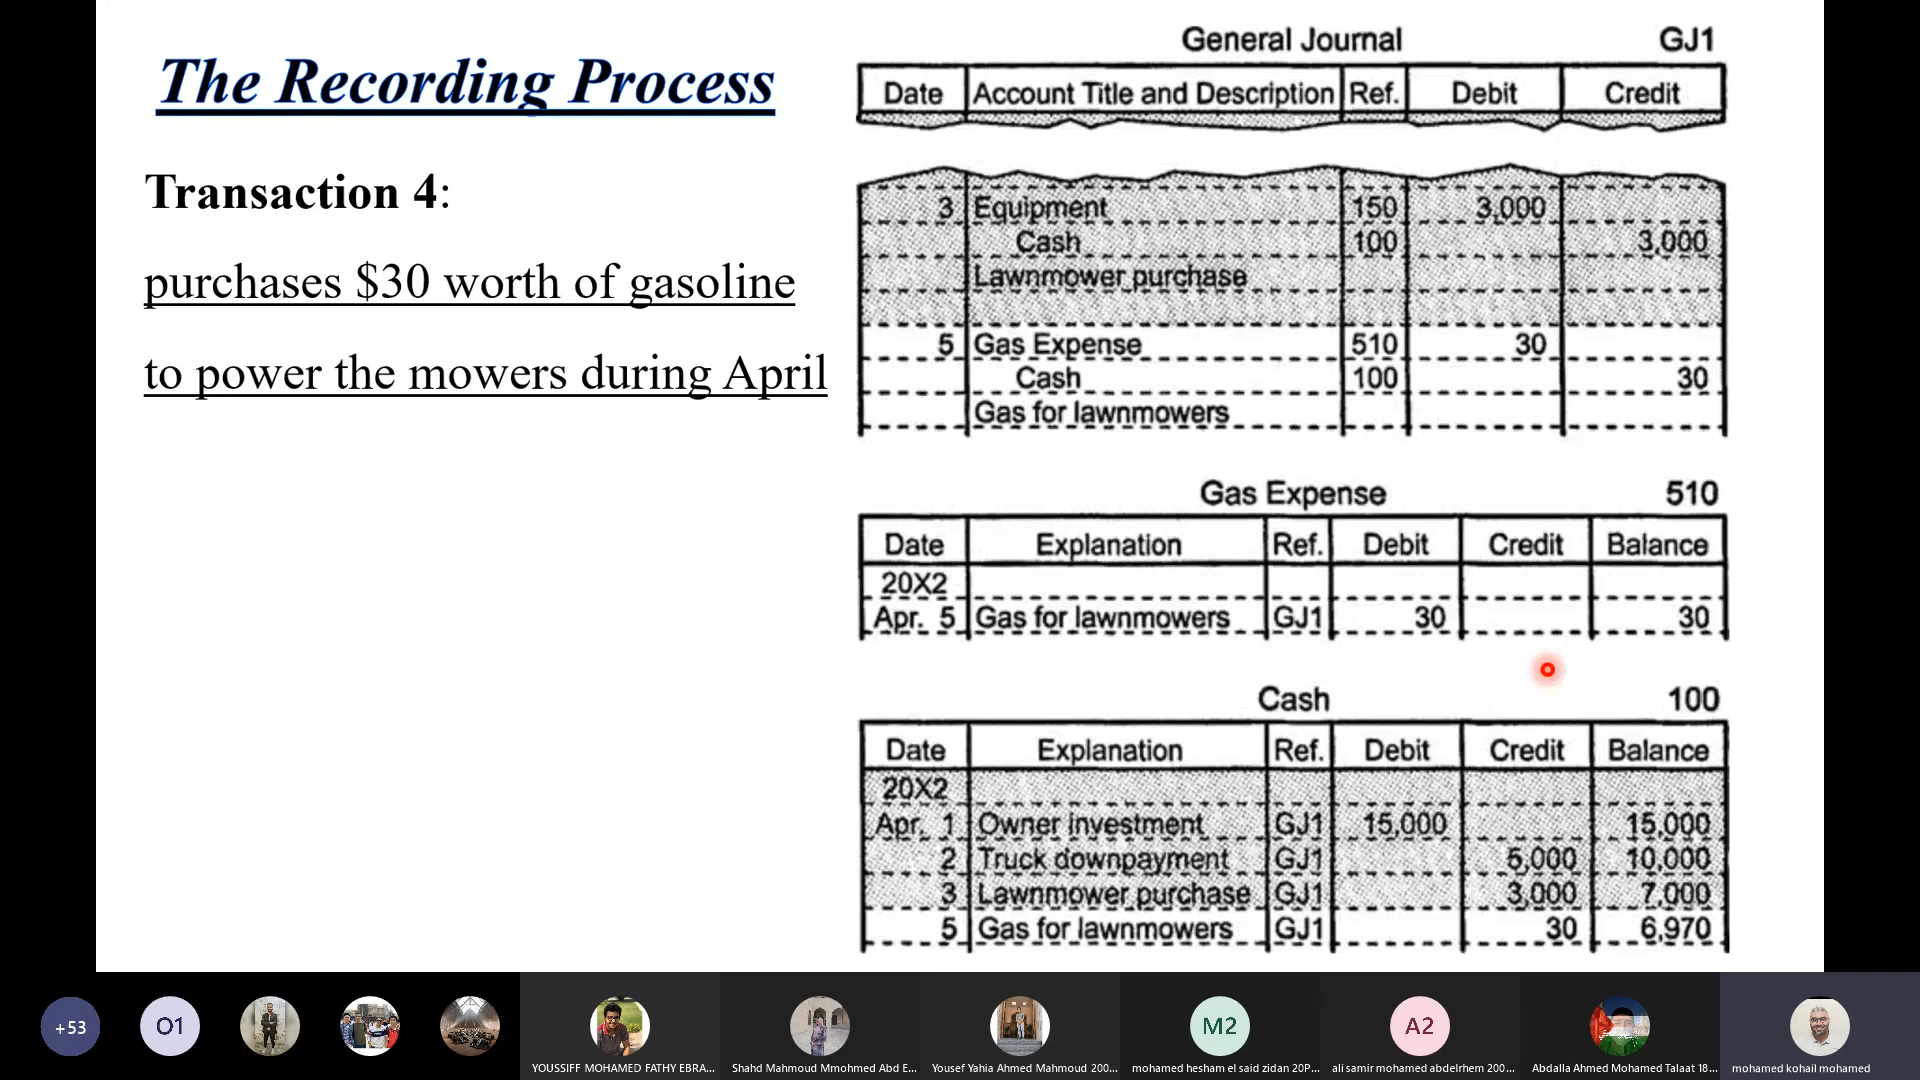 The Recording Process
Transaction 4:
purchases $30 worth of gasoline
to power the mowers during April
General Journal GJ1
Date Account Title and Description Ref. Debit Credit
3 Equipment 150 3,000
Cash 100 3,000
Lawnmower purchase
5 Gas Expense 510 30
Cash 100 30
Gas for lawnmowers
Gas Expense 510
Date Explanation Ref. Debit Credit Balance
20X2
Apr. 5 Gas for lawnmowers GJ1 30 30
Cash 100
Date Explanation Ref. Debit Credit Balance
20X2
Apr. 1 Owner investment GJ1 15,000 15,000
2 Truck downpayment GJ1 5,000 10,000
3 Lawnmower purchase GJ1 3,000 7,000
5 Gas for lawnmowers GJ1 30 6,970
+53 O1 M2 A2
YOUSSIFF MOHAMED FATHY EBRA... Shahd Mahmoud Mmohmed Abd E... Yousef Yahia Ahmed Mahmoud 200... mohamed hesham el said zidan 20P... ali samir mohamed abdelrhem 200... Abdalla Ahmed Mohamed Talaat 18... mohamed kohail mohamed